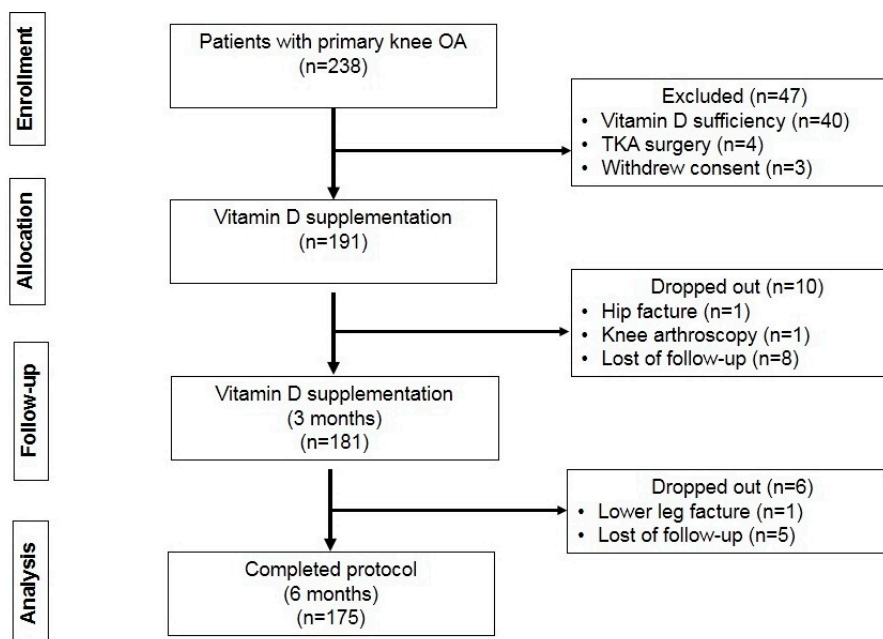 Enrollment
Patients with primary knee OA
(n=238)
Excluded (n=47)
• Vitamin D sufficiency (n=40)
• TKA surgery (n=4)
• Withdrew consent (n=3)
Allocation
Vitamin D supplementation
(n=191)
Dropped out (n=10)
• Hip facture (n=1)
• Knee arthroscopy (n=1)
• Lost of follow-up (n=8)
Follow-up
Vitamin D supplementation
(3 months)
(n=181)
Dropped out (n=6)
• Lower leg facture (n=1)
• Lost of follow-up (n=5)
Analysis
Completed protocol
(6 months)
(n=175)